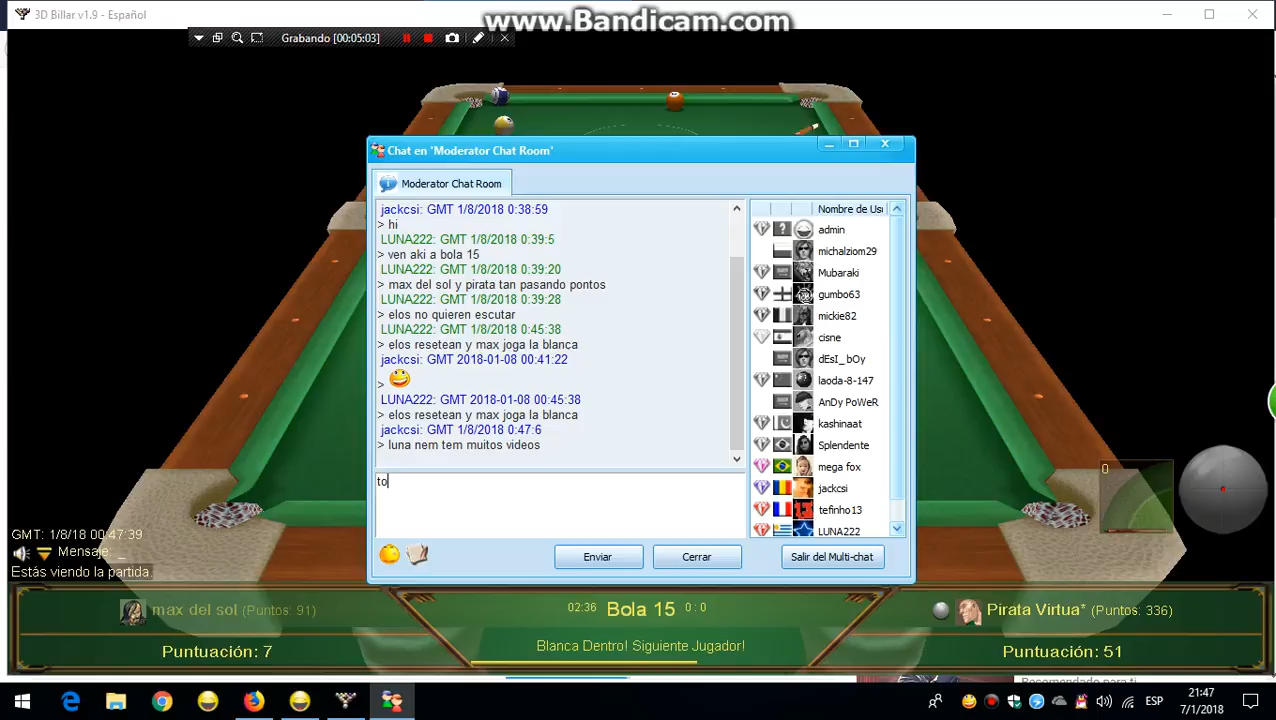 3D Billar v1.9 - Español
www.Bandicam.com
Grabando [00:05:03]
Chat en 'Moderator Chat Room'
Moderator Chat Room
jackcsi: GMT 1/8/2018 0:38:59
> hi
LUNA222: GMT 1/8/2018 0:39:5
> ven aki a bola 15
LUNA222: GMT 1/8/2018 0:39:20
> max del sol y pirata tan pasando pontos
LUNA222: GMT 1/8/2018 0:39:28
> elos no quieren escutar
LUNA222: GMT 1/8/2018 0:45:38
> elos resetean y max joga la blanca
jackcsi: GMT 2018-01-08 00:41:22
>
LUNA222: GMT 2018-01-08 00:45:38
> elos resetean y max joga la blanca
jackcsi: GMT 1/8/2018 0:47:6
> luna nem tem muitos videos
to
Enviar
Cerrar
Salir del Multi-chat
Nombre de Usu
admin
michalziom29
Mubaraki
gumbo63
mickie82
cisne
dEsI_bOy
laoda-8-147
AnDy PoWeR
kashinaat
Splendente
mega fox
jackcsi
tefinho13
LUNA222
0
GMT: 1/8/18 00:47:39
Mensaje: _
Estás viendo la partida.
max del sol (Puntos: 91)
Puntuación: 7
02:36 Bola 15 0 : 0
Blanca Dentro! Siguiente Jugador!
Pirata Virtua* (Puntos: 336)
Puntuación: 51
ESP
21:47
7/1/2018